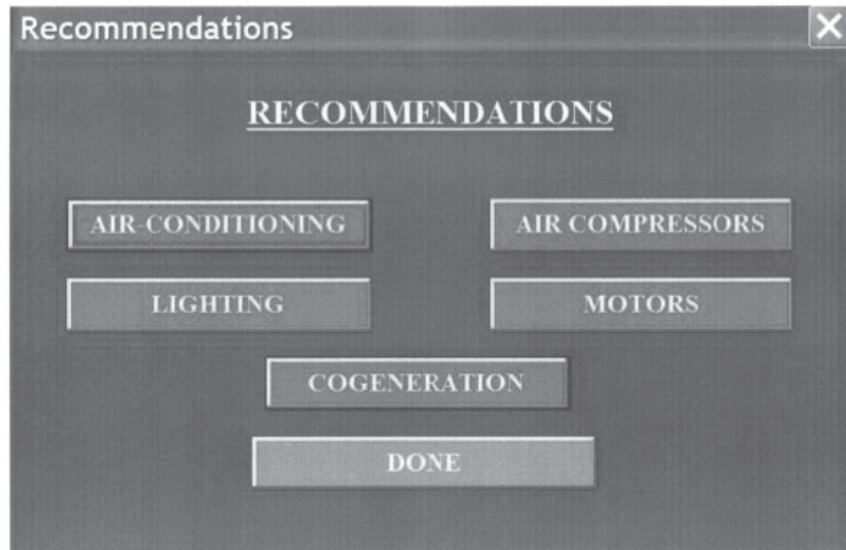 Recommendations
RECOMMENDATIONS
AIR-CONDITIONING
AIR COMPRESSORS
LIGHTING
MOTORS
COGENERATION
DONE